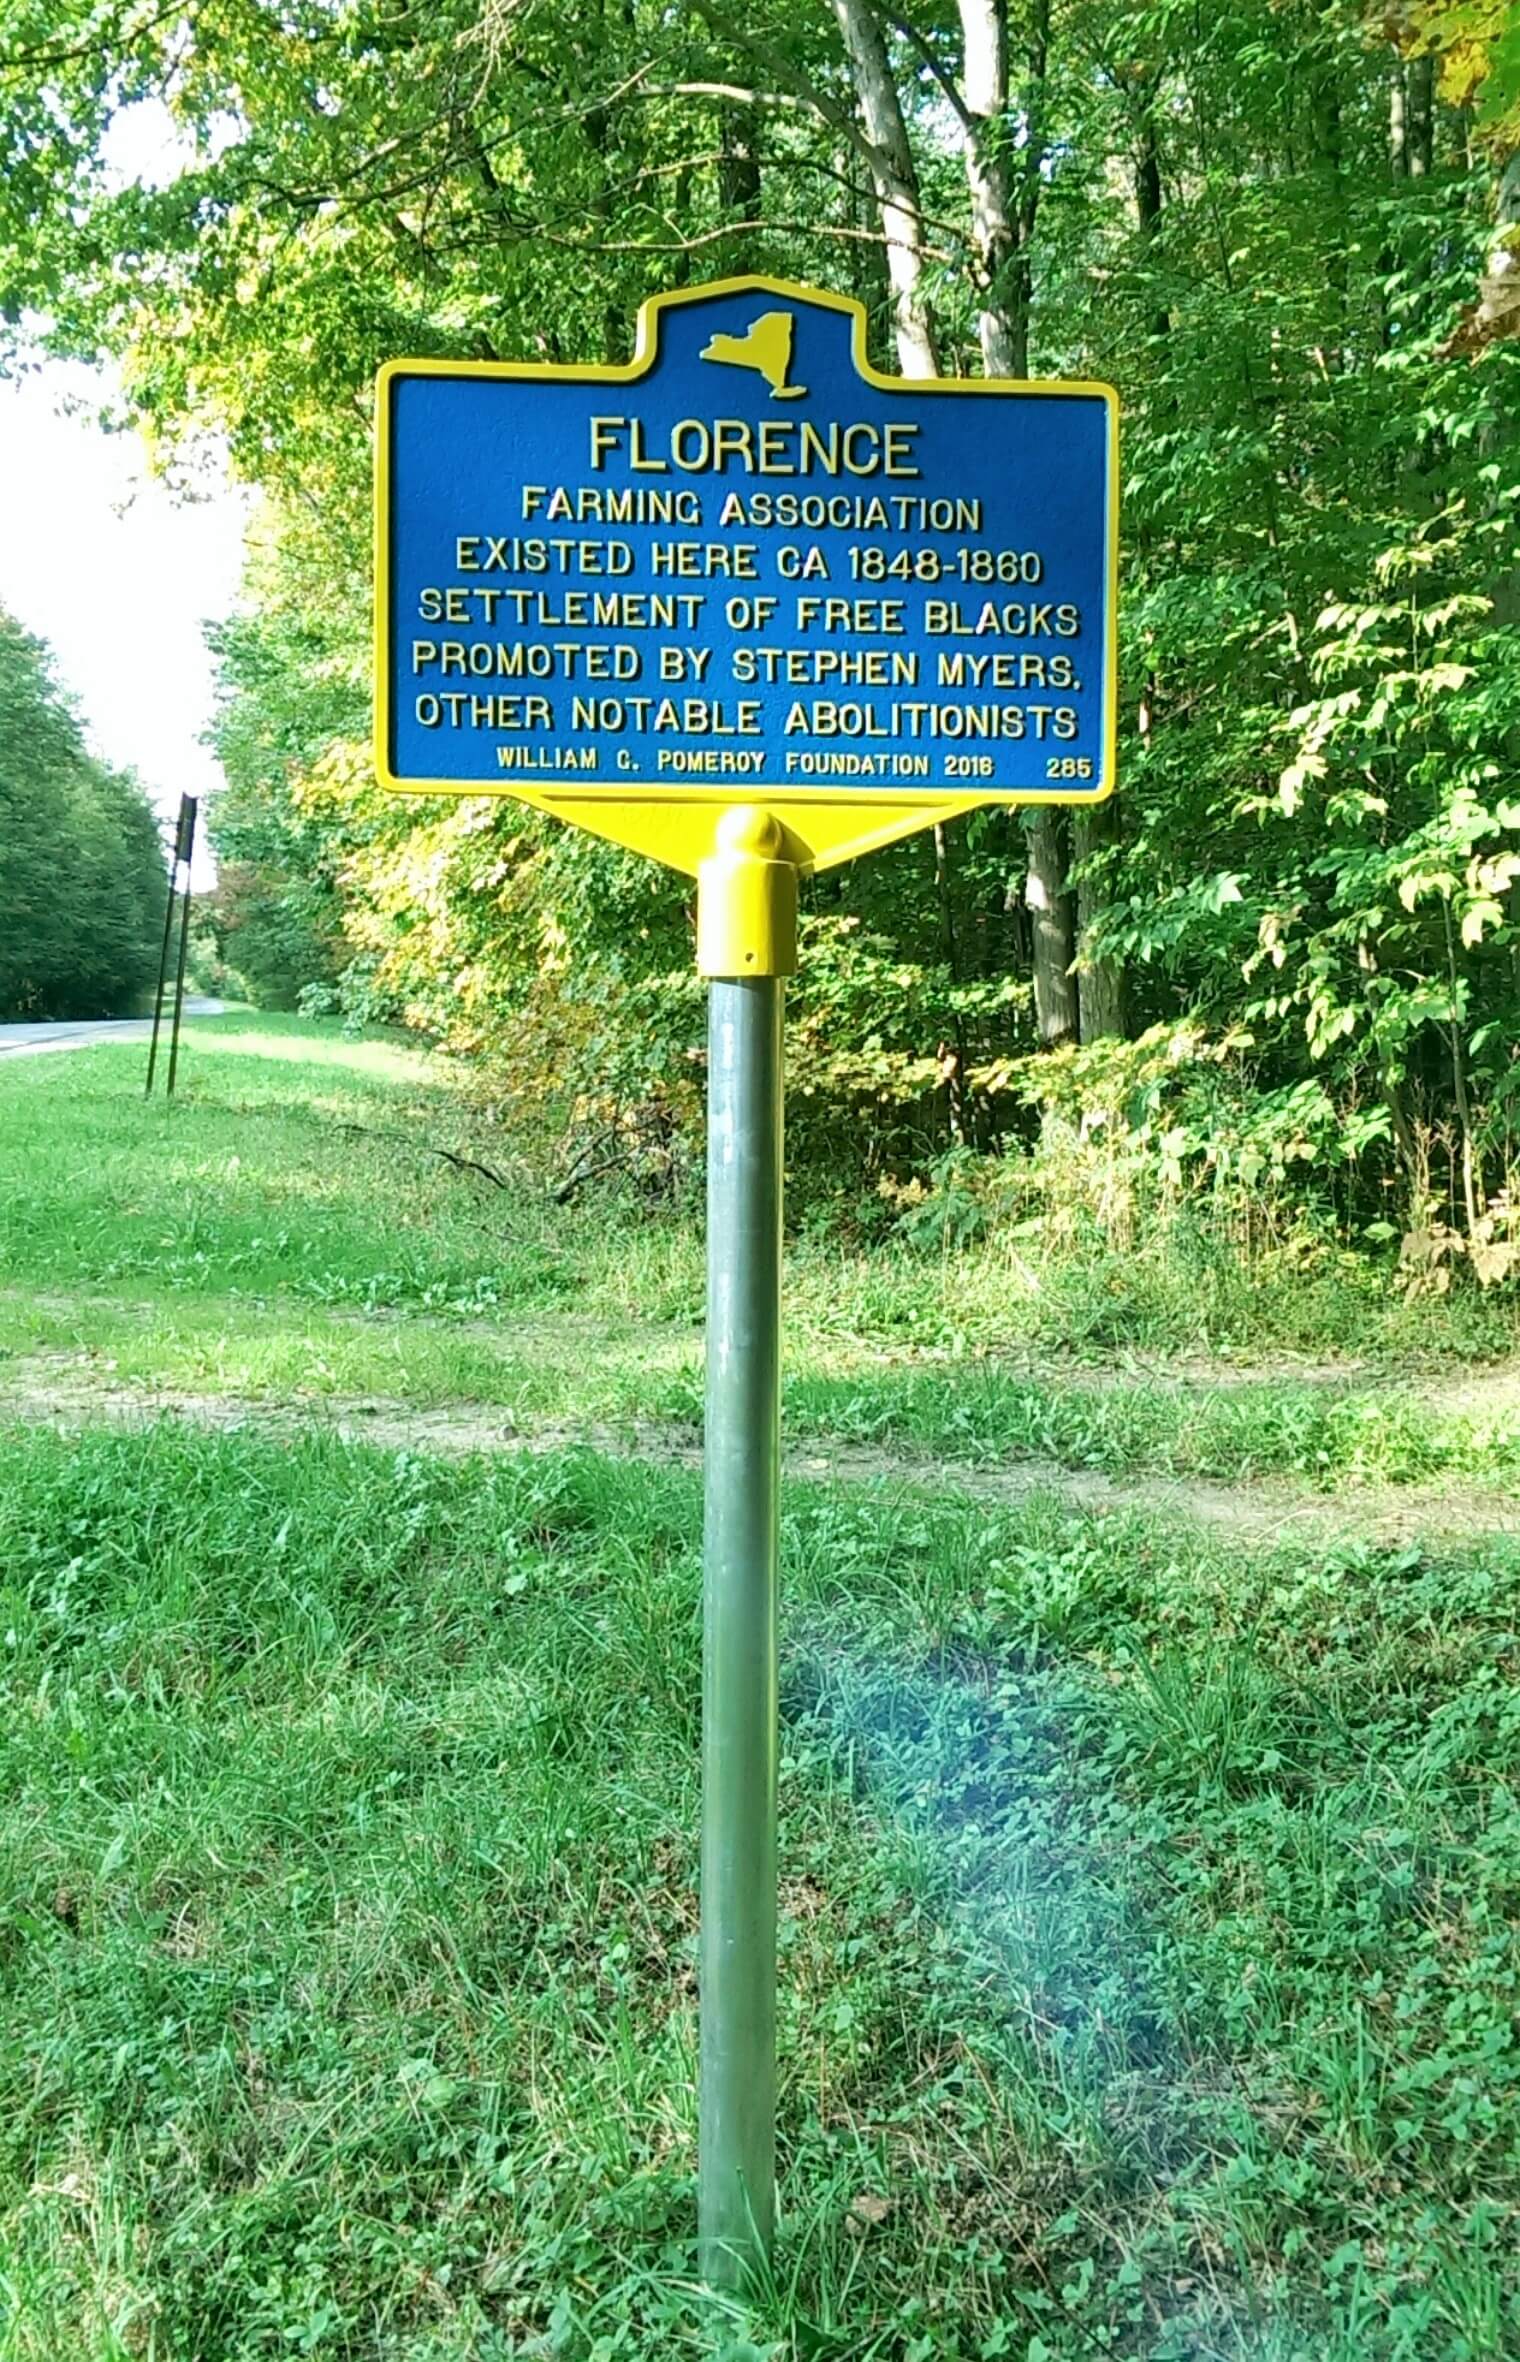 FLORENCE
FARMING ASSOCIATION
EXISTED HERE CA 1848-1860
SETTLEMENT OF FREE BLACKS
PROMOTED BY STEPHEN MYERS,
OTHER NOTABLE ABOLITIONISTS
WILLIAM G. POMEROY FOUNDATION 2016 285